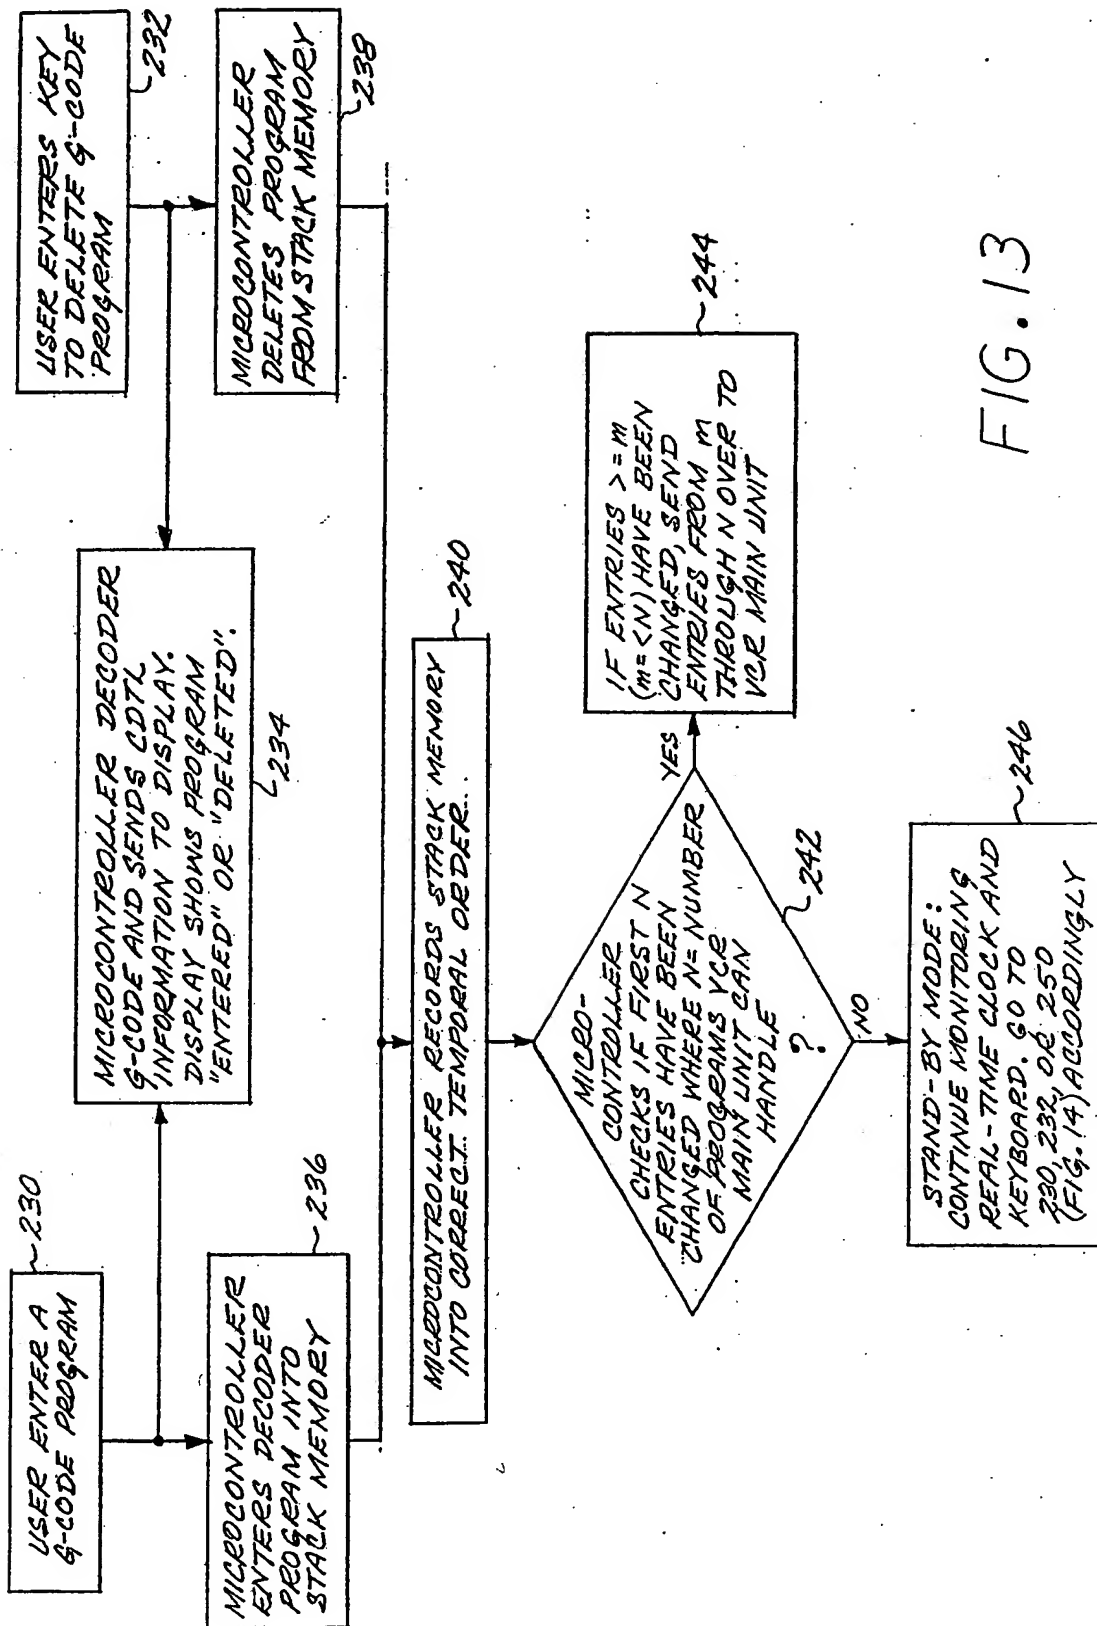 USER ENTER A
G-CODE PROGRAM
230
USER ENTERS KEY
TO DELETE G-CODE
PROGRAM
232
MICROCONTROLLER DECODER
G-CODE AND SENDS CDTL
INFORMATION TO DISPLAY.
DISPLAY SHOWS PROGRAM
"ENTERED" OR "DELETED".
234
MICROCONTROLLER
ENTERS DECODER
PROGRAM INTO
STACK MEMORY
236
MICROCONTROLLER
DELETES PROGRAM
FROM STACK MEMORY
238
MICROCONTROLLER RECORDS STACK MEMORY
INTO CORRECT TEMPORAL ORDER
240
MICRO-
CONTROLLER
CHECKS IF FIRST N
ENTRIES HAVE BEEN
CHANGED WHERE N= NUMBER
OF PROGRAMS VCR
MAIN UNIT CAN
HANDLE
?
242
YES
IF ENTRIES >=m
(m=<N) HAVE BEEN
CHANGED, SEND
ENTRIES FROM m
THROUGH N OVER TO
VCR MAIN UNIT
244
NO
STAND-BY MODE:
CONTINUE MONITORING
REAL-TIME CLOCK AND
KEYBOARD. GO TO
230, 232, OR 250
(FIG. 14) ACCORDINGLY
246
FIG. 13